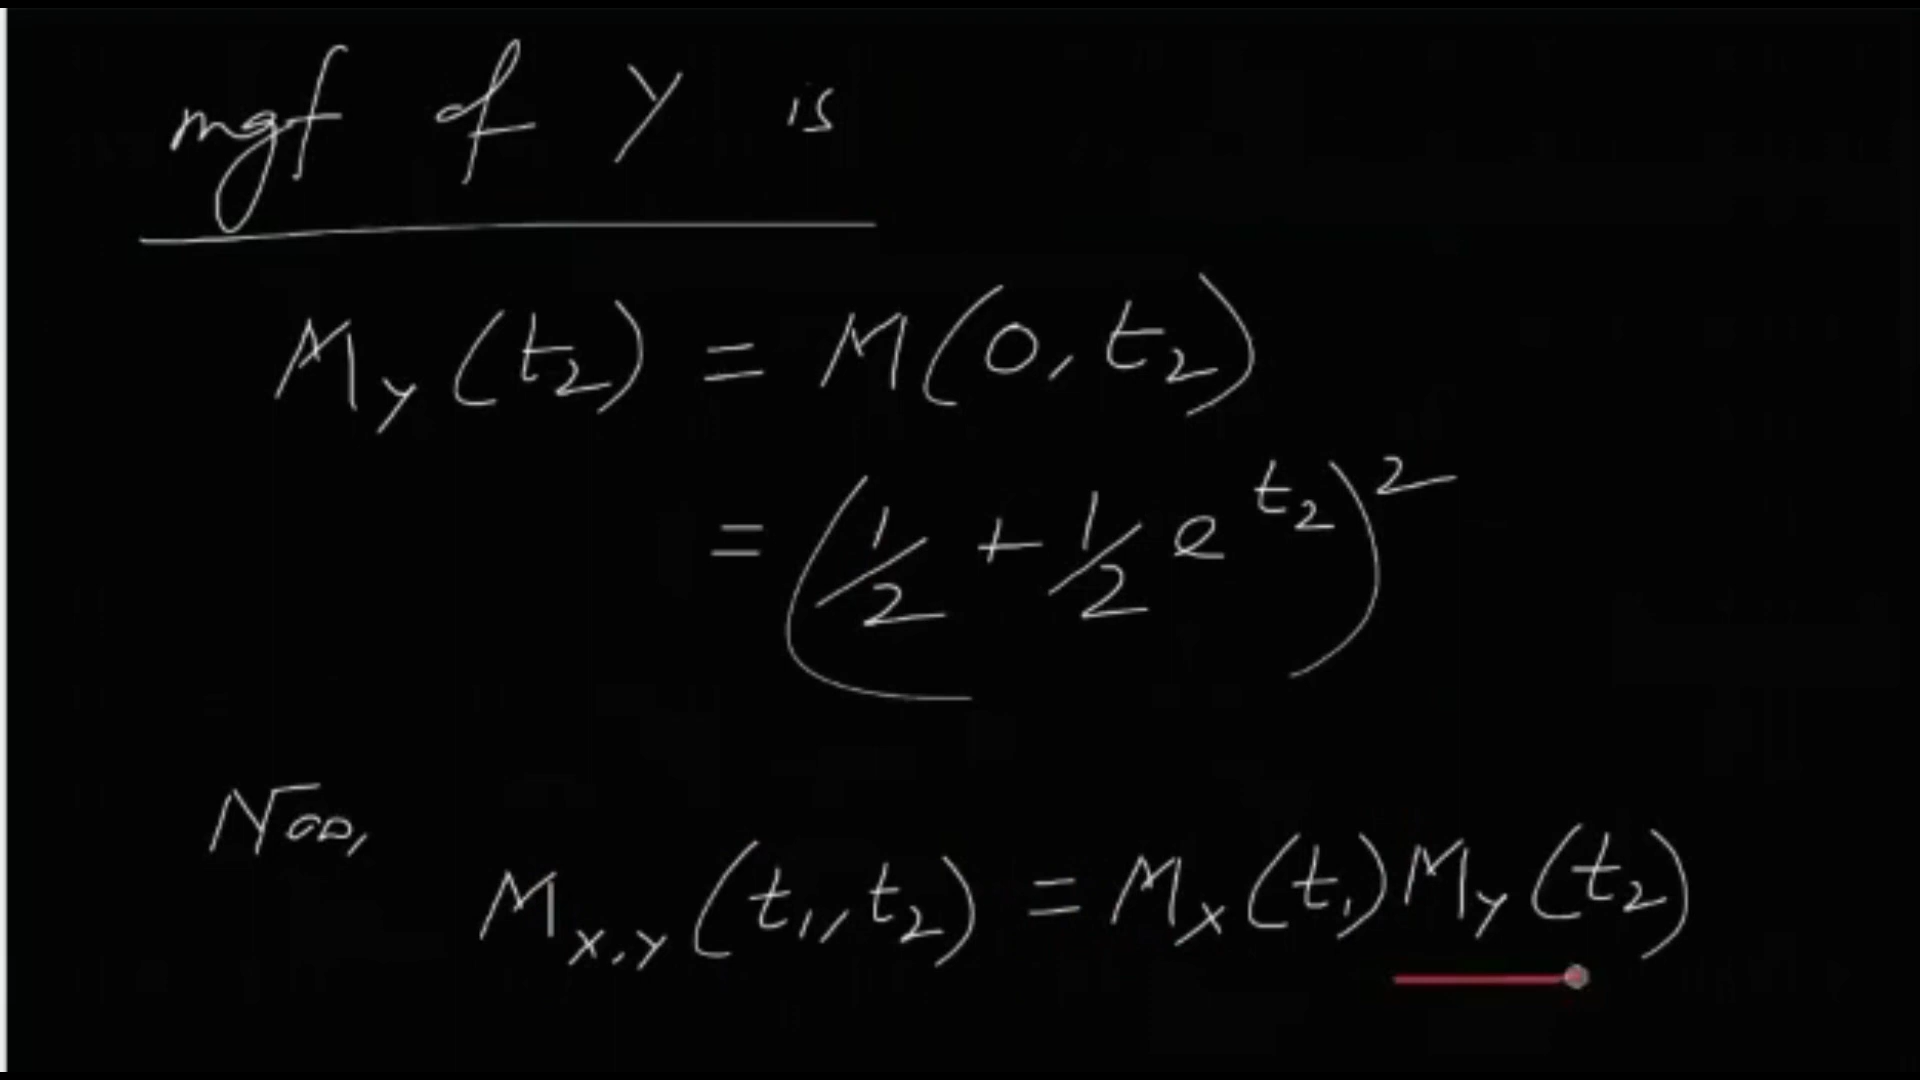 mgf of Y is
M_Y(t_2) = M(0, t_2)
= (1/2 + 1/2 e^{t_2})^2
Now,
M_{X,Y}(t_1, t_2) = M_X(t_1) M_Y(t_2)